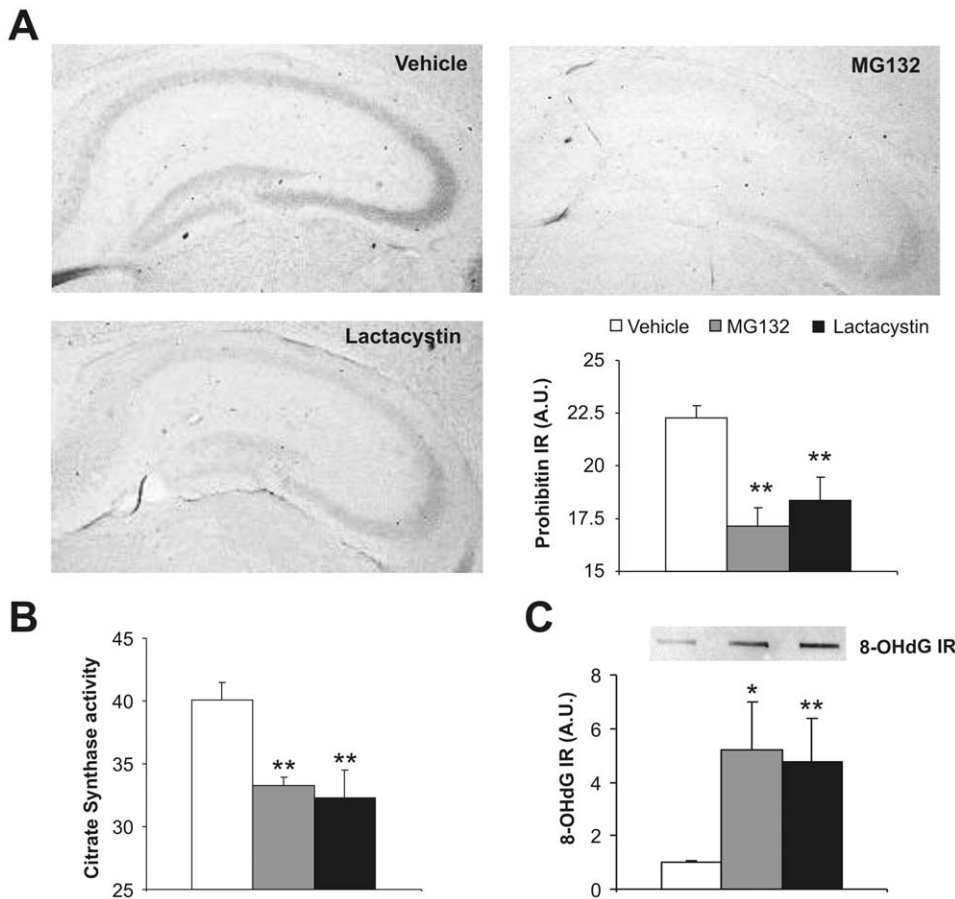 A
Vehicle
MG132
Lactacystin
Vehicle MG132 Lactacystin
Prohibitin IR (A.U.)
25
22.5
20
17.5
15
**
**
B
Citrate Synthase activity
45
40
35
30
25
**
**
C
8-OHdG IR
8-OHdG IR (A.U.)
8
6
4
2
0
*
**